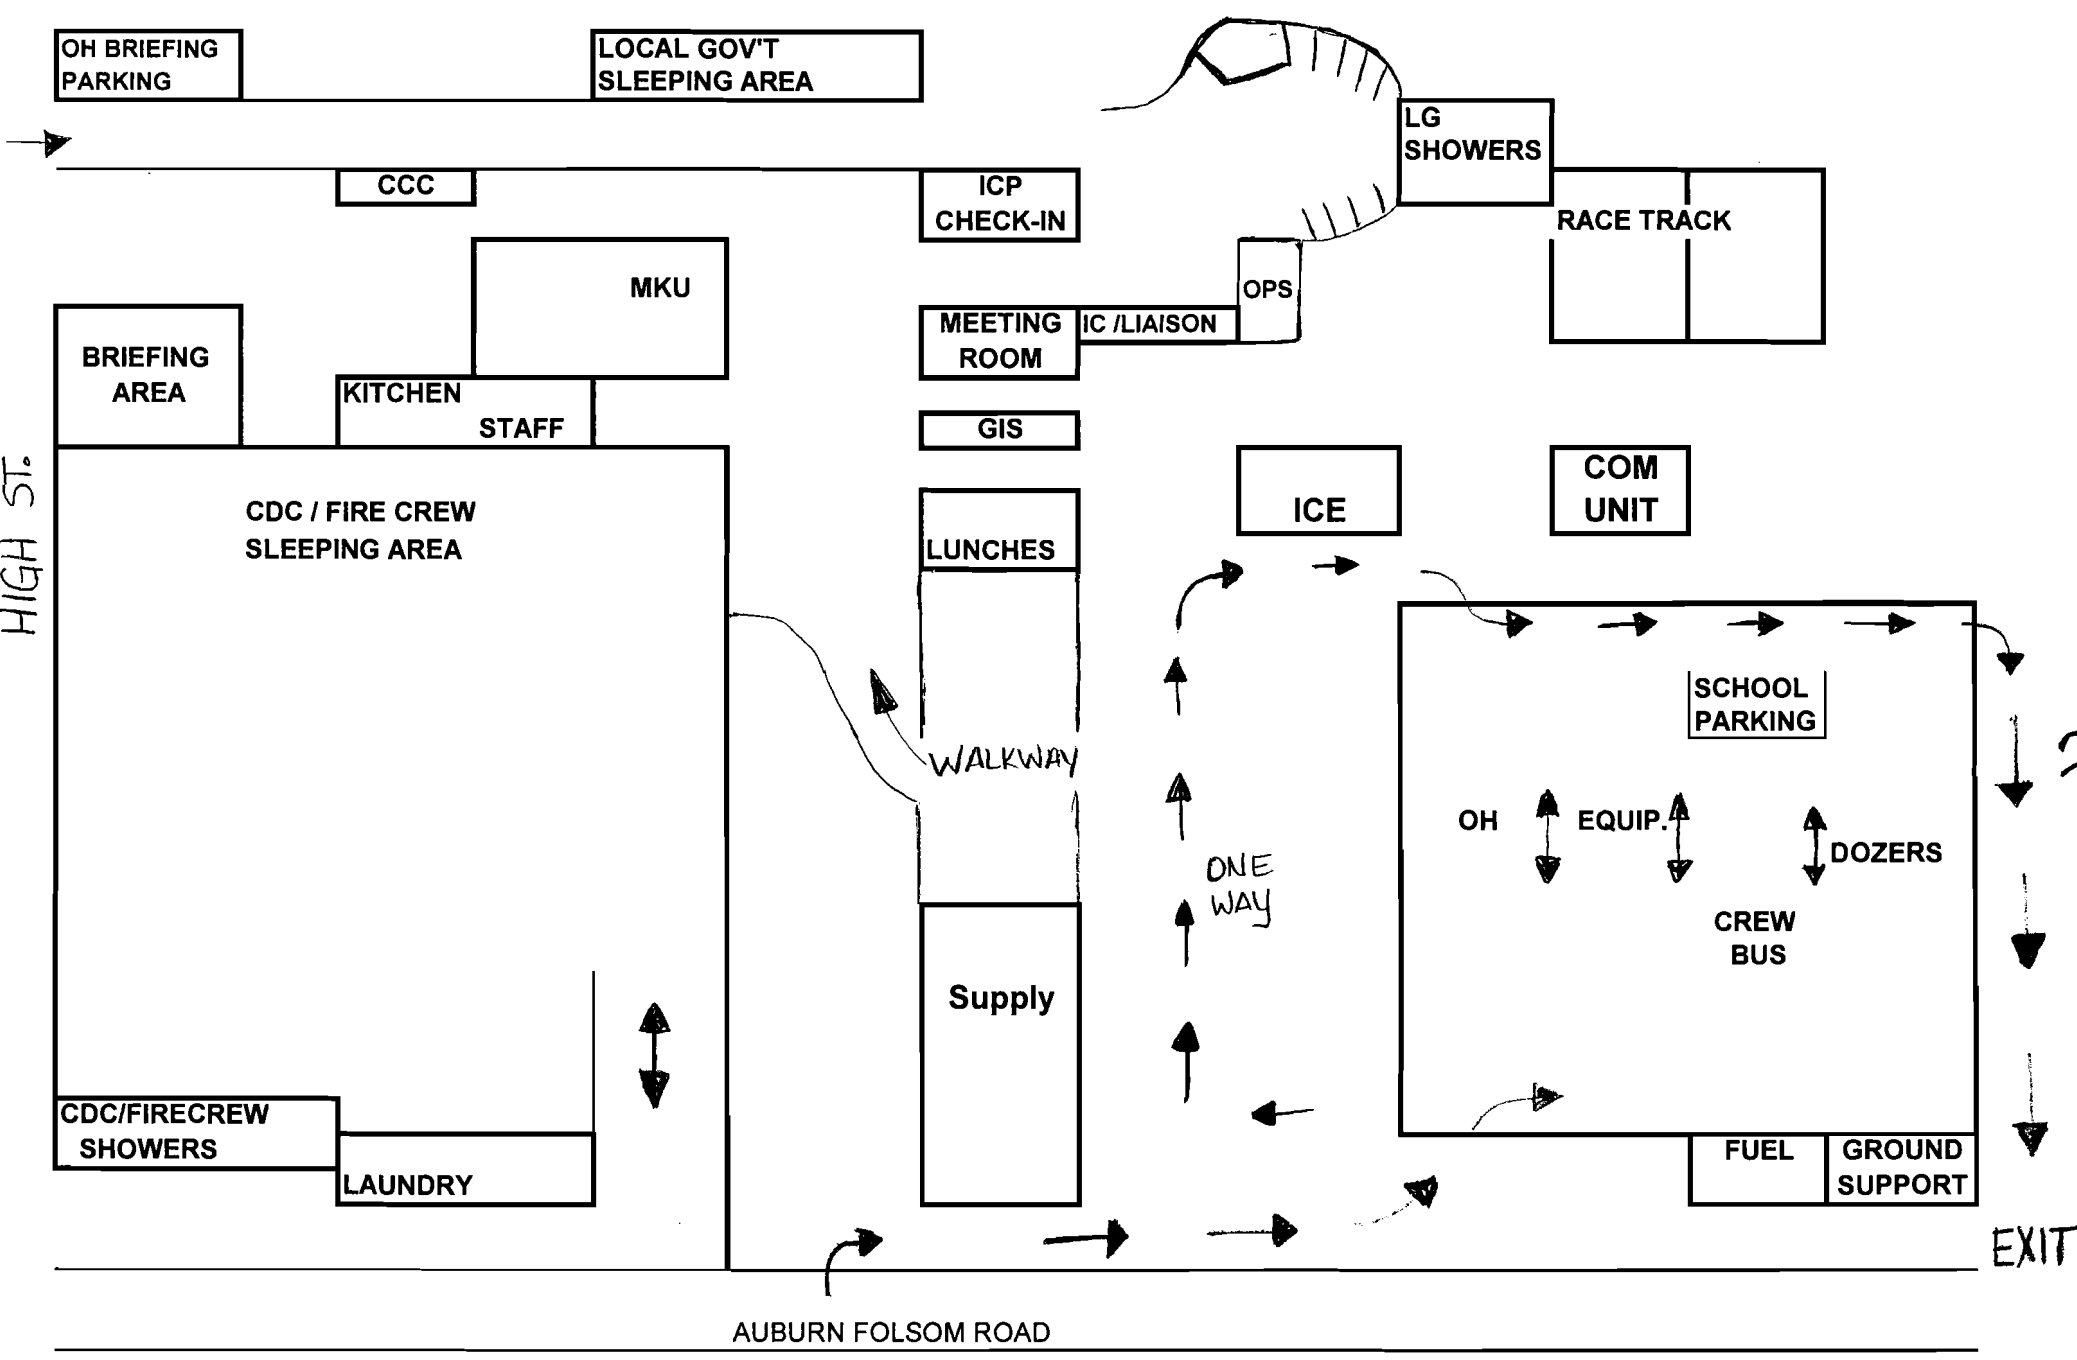 OH BRIEFING
PARKING
LOCAL GOV'T
SLEEPING AREA
LG
SHOWERS
CCC
ICP
CHECK-IN
RACE TRACK
MKU
OPS
MEETING
ROOM
IC /LIAISON
BRIEFING
AREA
KITCHEN
STAFF
GIS
HIGH ST.
CDC / FIRE CREW
SLEEPING AREA
LUNCHES
ICE
COM
UNIT
SCHOOL
PARKING
WALKWAY
OH
EQUIP.
DOZERS
ONE
WAY
CREW
BUS
Supply
CDC/FIRECREW
SHOWERS
LAUNDRY
FUEL
GROUND
SUPPORT
EXIT
AUBURN FOLSOM ROAD